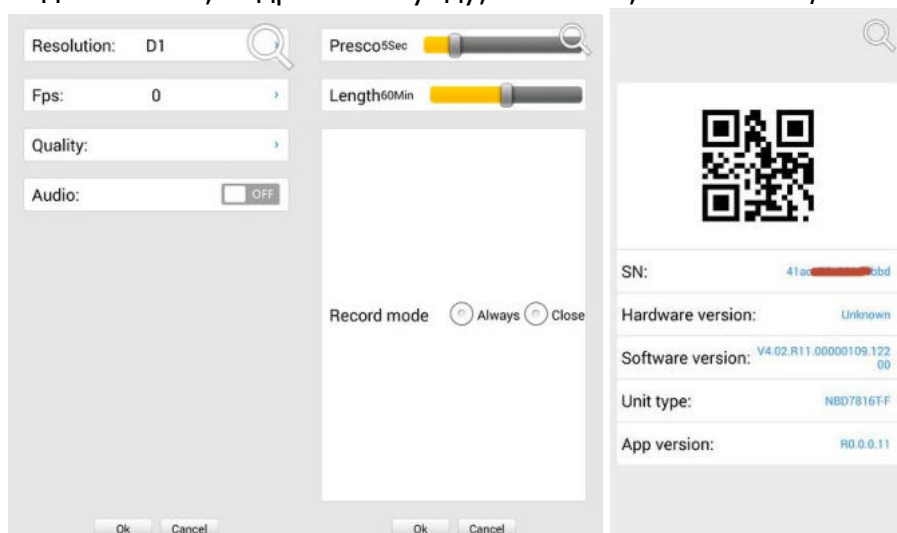 Resolution: D1
Fps: 0
Quality:
Audio: OFF
Ok Cancel
Presco5Sec
Length60Min
Record mode Always Close
Ok Cancel
SN:
Hardware version: Unknown
Software version: V4.02.R11.00000109.122
00
Unit type: NBD7816T-F
App version: R0.0.0.11